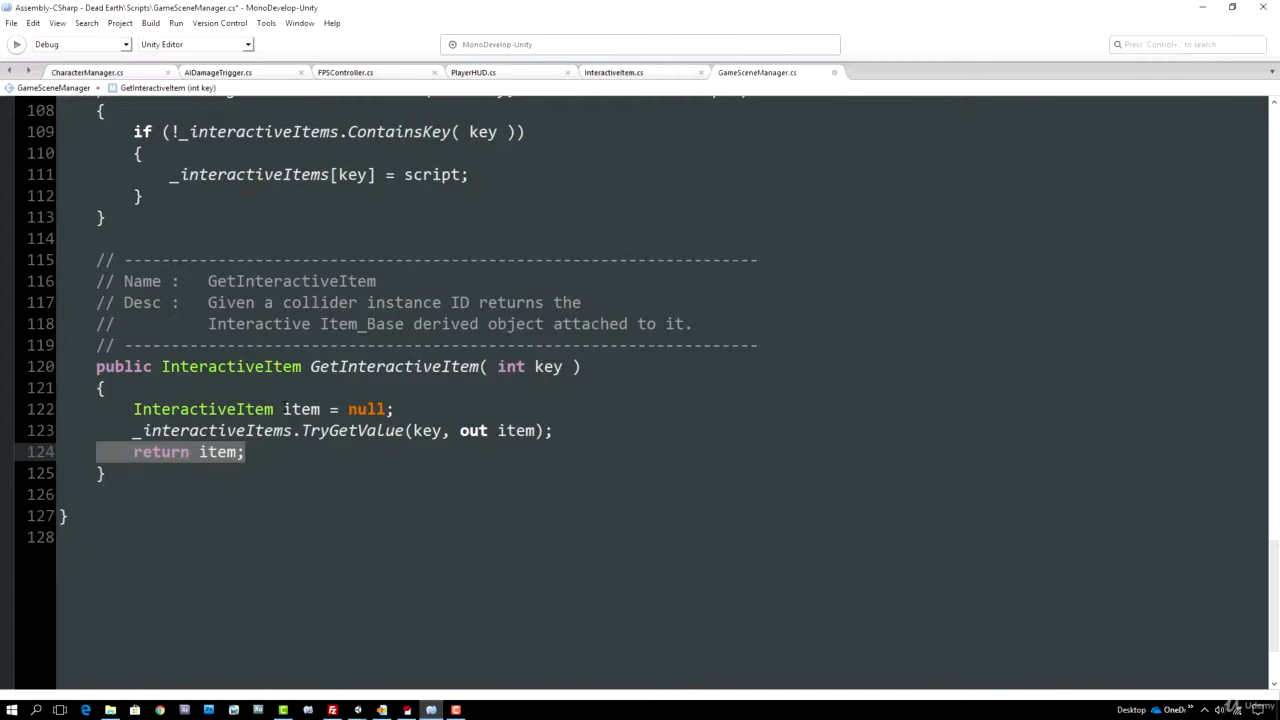 Assembly-CSharp - Dead Earth\Scripts\GameSceneManager.cs* - MonoDevelop-Unity
File Edit View Search Project Build Run Version Control Tools Window Help
Debug Unity Editor MonoDevelop-Unity Press 'Control+,' to search
CharacterManager.cs AIDamageTrigger.cs FPSController.cs PlayerHUD.cs InteractiveItem.cs GameSceneManager.cs
GameSceneManager GetInteractiveItem (int key)
108 {
109 if (!_interactiveItems.ContainsKey( key ))
110 {
111 _interactiveItems[key] = script;
112 }
113 }
114
115 // --------------------------------------------------------------------
116 // Name : GetInteractiveItem
117 // Desc : Given a collider instance ID returns the
118 // Interactive Item_Base derived object attached to it.
119 // --------------------------------------------------------------------
120 public InteractiveItem GetInteractiveItem( int key )
121 {
122 InteractiveItem item = null;
123 _interactiveItems.TryGetValue(key, out item);
124 return item;
125 }
126
127 }
128
Desktop OneDr Udemy